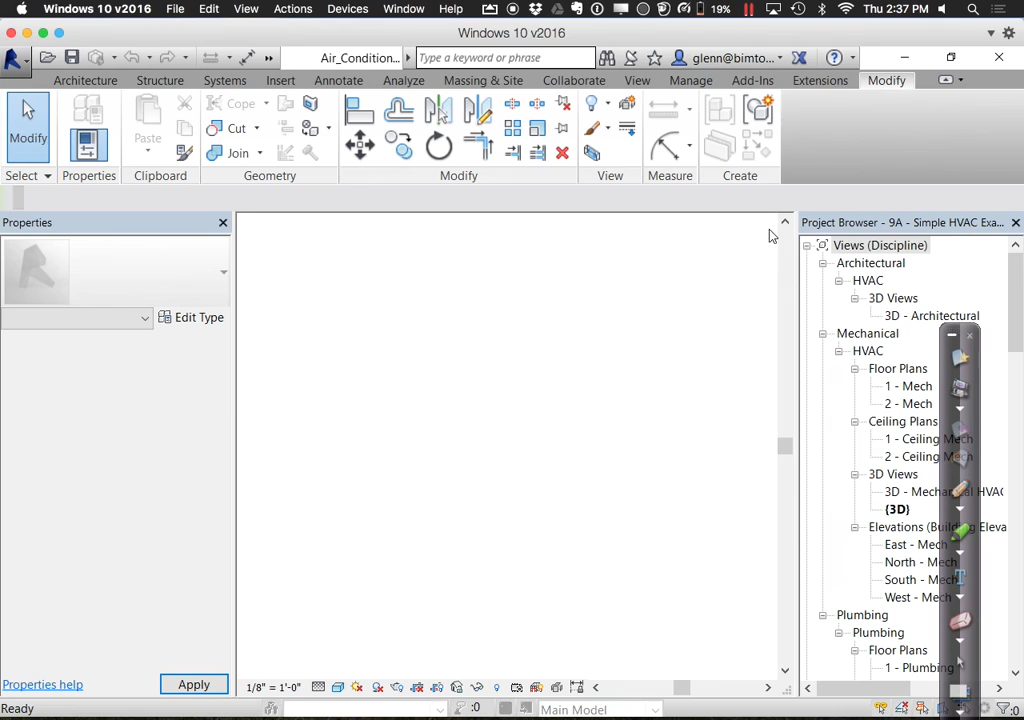 Windows 10 v2016 File Edit View Actions Devices Window Help 19% Thu 2:37 PM
Windows 10 v2016
Air_Condition... Type a keyword or phrase glenn@bimto...
Architecture Structure Systems Insert Annotate Analyze Massing & Site Collaborate View Manage Add-Ins Extensions Modify
Modify Paste Cope
Cut
Join
Select Properties Clipboard Geometry Modify View Measure Create
Properties
Edit Type
Properties help Apply
1/8" = 1'-0"
Ready :0 Main Model :0
Project Browser - 9A - Simple HVAC Exa...
Views (Discipline)
Architectural
HVAC
3D Views
3D - Architectural
Mechanical
HVAC
Floor Plans
1 - Mech
2 - Mech
Ceiling Plans
1 - Ceiling Mech
2 - Ceiling Mech
3D Views
3D - Mechanical HVAC
{3D}
Elevations (Building Eleva
East - Mech
North - Mech
South - Mech
West - Mech
Plumbing
Plumbing
Floor Plans
1 - Plumbing